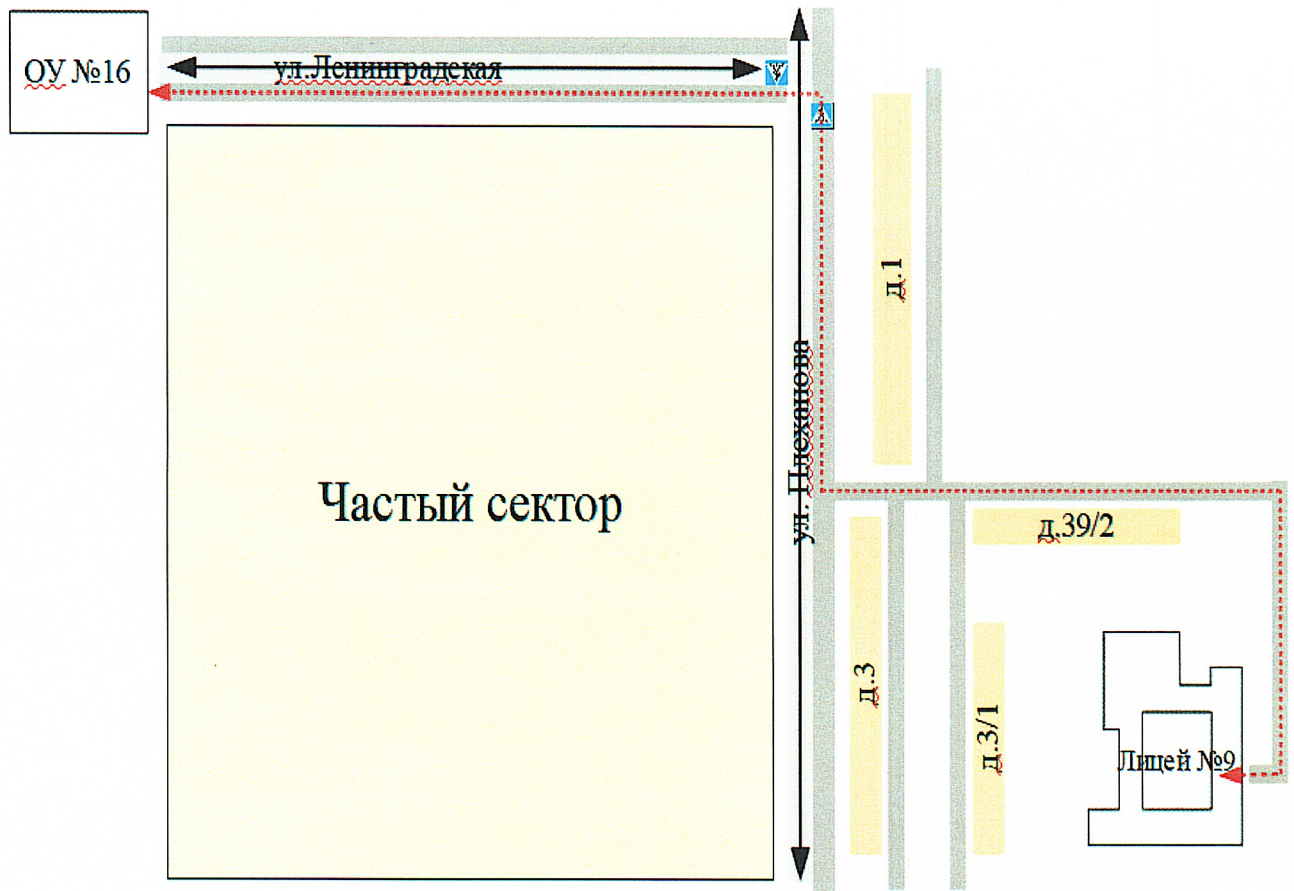 ОУ №16
ул.Ленинградская
д.1
ул. Плеханова
Частый сектор
д.39/2
д.3
д.3/1
Лицей №9